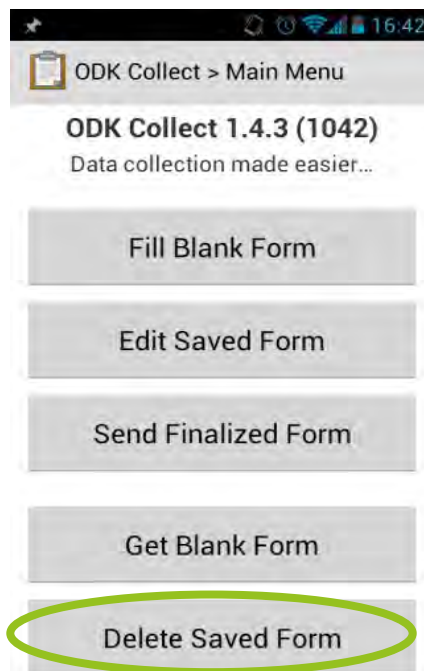 16:42
ODK Collect > Main Menu
ODK Collect 1.4.3 (1042)
Data collection made easier...
Fill Blank Form
Edit Saved Form
Send Finalized Form
Get Blank Form
Delete Saved Form